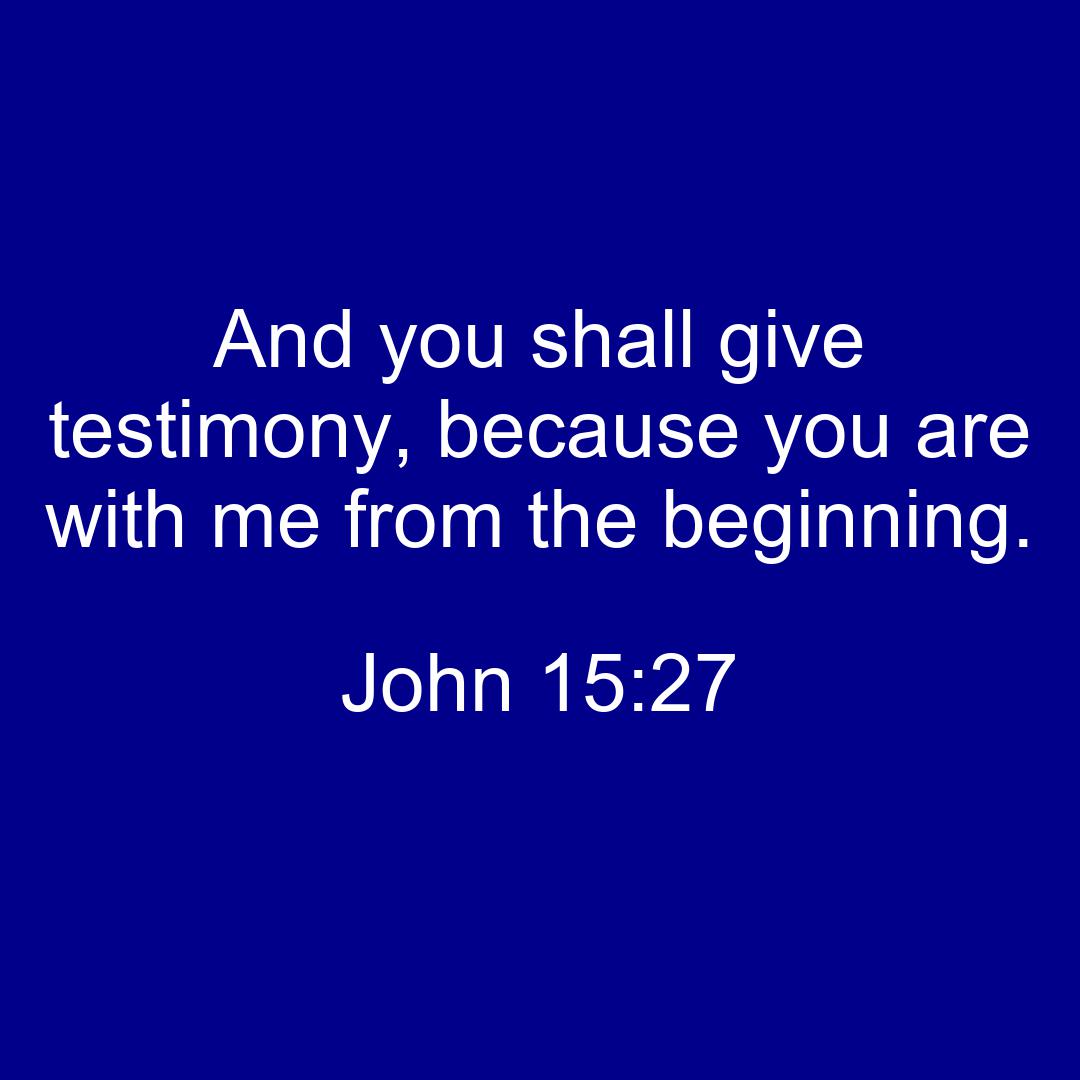 And you shall give
testimony, because you are
with me from the beginning.
John 15:27